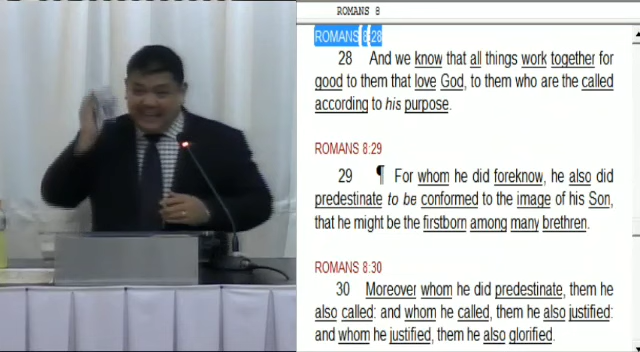 ROMANS 8
ROMANS 8:28
28 And we know that all things work together for
good to them that love God, to them who are the called
according to his purpose.
ROMANS 8:29
29 ¶ For whom he did foreknow, he also did
predestinate to be conformed to the image of his Son,
that he might be the firstborn among many brethren.
ROMANS 8:30
30 Moreover whom he did predestinate, them he
also called: and whom he called, them he also justified:
and whom he justified, them he also glorified.